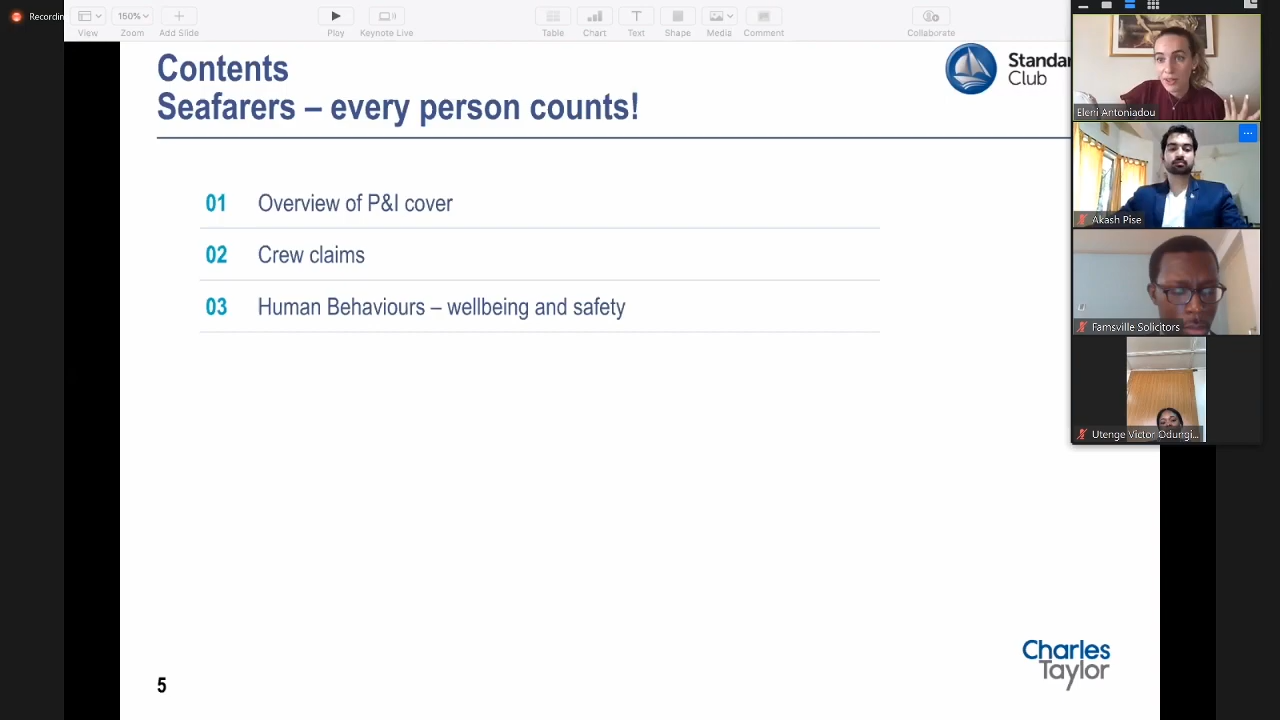 Recordin
View
150%
Zoom
Add Slide
Play
Keynote Live
Table
Chart
Text
Shape
Media
Comment
Collaborate
Contents
Seafarers – every person counts!
Standar
Club
01 Overview of P&I cover
02 Crew claims
03 Human Behaviours – wellbeing and safety
Eleni Antoniadou
Akash Pise
Famsville Solicitors
Utenge Victor Odungi...
Charles
Taylor
5